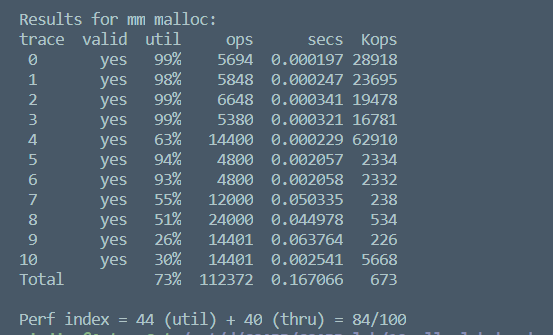 Results for mm malloc:
trace  valid  util     ops      secs  Kops
 0       yes   99%    5694  0.000197 28918
 1       yes   98%    5848  0.000247 23695
 2       yes   99%    6648  0.000341 19478
 3       yes   99%    5380  0.000321 16781
 4       yes   63%   14400  0.000229 62910
 5       yes   94%    4800  0.002057  2334
 6       yes   93%    4800  0.002058  2332
 7       yes   55%   12000  0.050335   238
 8       yes   51%   24000  0.044978   534
 9       yes   26%   14401  0.063764   226
10       yes   30%   14401  0.002541  5668
Total          73%  112372  0.167066   673
Perf index = 44 (util) + 40 (thru) = 84/100